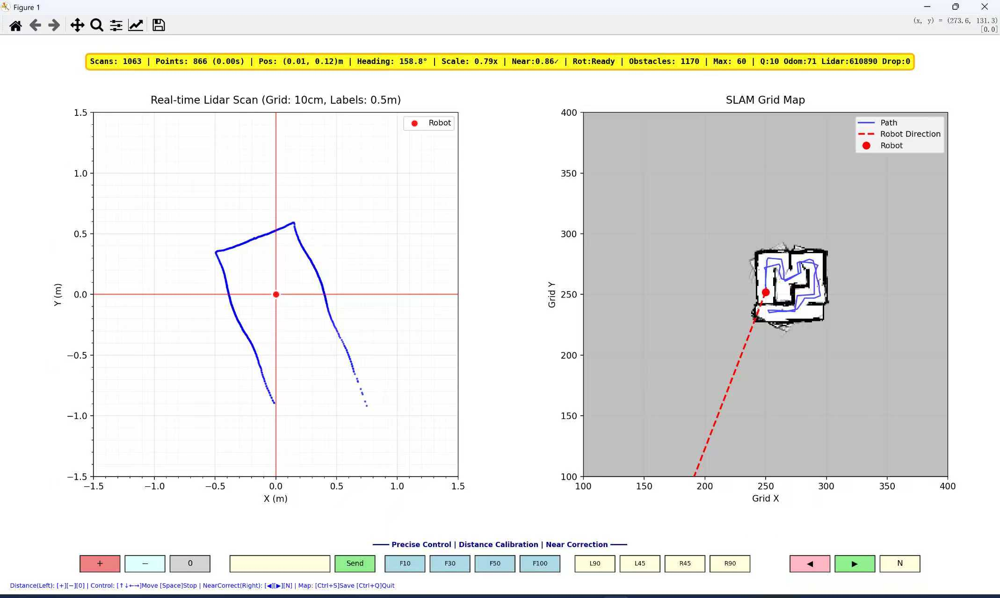 Figure 1
(x, y) = (273.6, 131.3)
[0.0]
Scans: 1063 | Points: 866 (0.00s) | Pos: (0.01, 0.12)m | Heading: 158.8° | Scale: 0.79x | Near:0.86✓ | Rot:Ready | Obstacles: 1170 | Max: 60 | Q:10 Odom:71 Lidar:610890 Drop:0
Real-time Lidar Scan (Grid: 10cm, Labels: 0.5m)
Robot
1.5
1.0
0.5
0.0
−0.5
−1.0
−1.5
Y (m)
−1.5 −1.0 −0.5 0.0 0.5 1.0 1.5
X (m)
SLAM Grid Map
Path
Robot Direction
Robot
400
350
300
250
200
150
100
Grid Y
100 150 200 250 300 350 400
Grid X
Precise Control | Distance Calibration | Near Correction
+ − 0 Send F10 F30 F50 F100 L90 L45 R45 R90 ◀ ▶ N
Distance(Left): [+][−][0] | Control: [↑↓←→]Move [Space]Stop | NearCorrect(Right): [◀][▶][N] | Map: [Ctrl+S]Save [Ctrl+Q]Quit